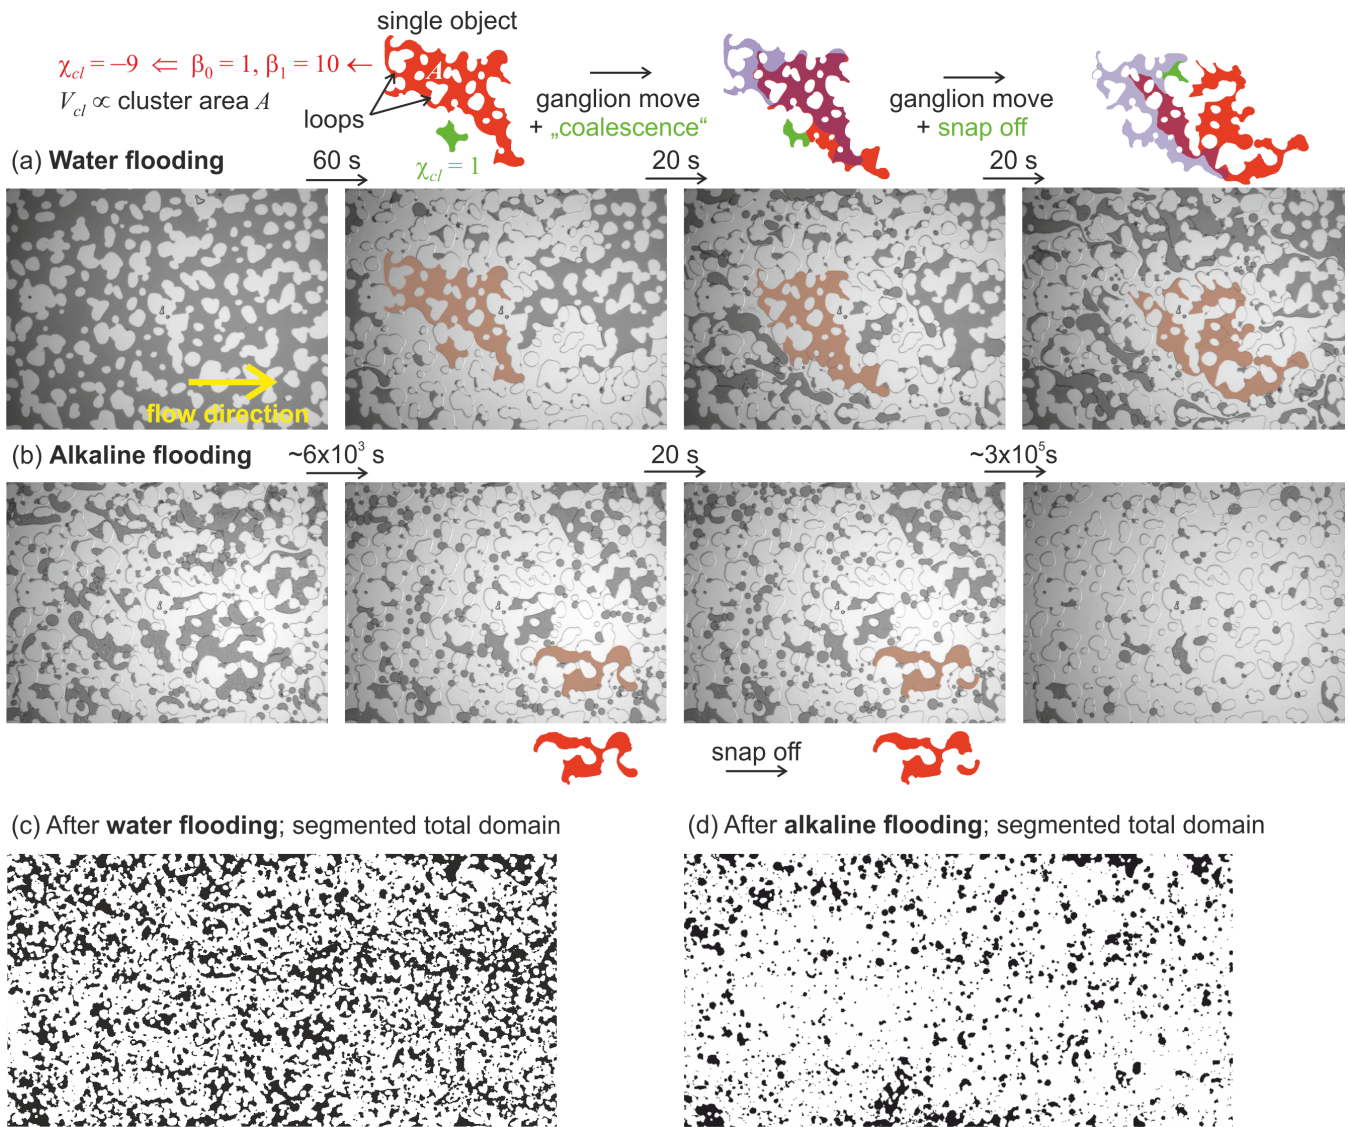 single object
χcl = −9 ⇐ β0 = 1, β1 = 10 ←
A
Vcl ∝ cluster area A
loops
χcl = 1
ganglion move
+ „coalescence“
ganglion move
+ snap off
(a) Water flooding
60 s
20 s
20 s
flow direction
(b) Alkaline flooding
~6x10³ s
20 s
~3x10⁵s
snap off
(c) After water flooding; segmented total domain
(d) After alkaline flooding; segmented total domain